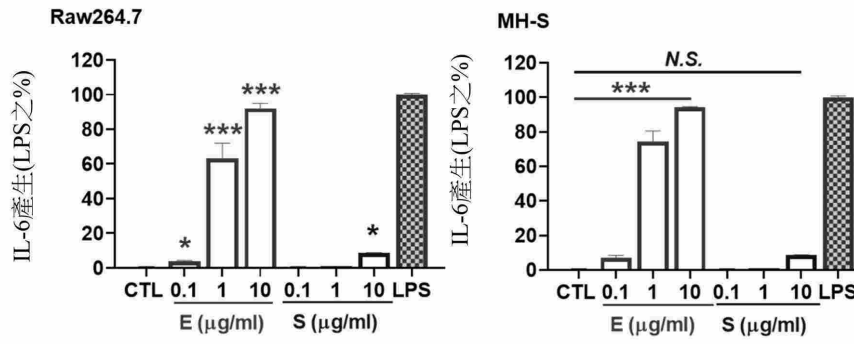 Raw264.7
IL-6產生(LPS之%)
120
100
80
60
40
20
0
*
***
***
*
CTL 0.1 1 10 0.1 1 10 LPS
E (μg/ml) S (μg/ml)
MH-S
IL-6產生(LPS之%)
120
100
80
60
40
20
0
N.S.
***
CTL 0.1 1 10 0.1 1 10 LPS
E (μg/ml) S (μg/ml)